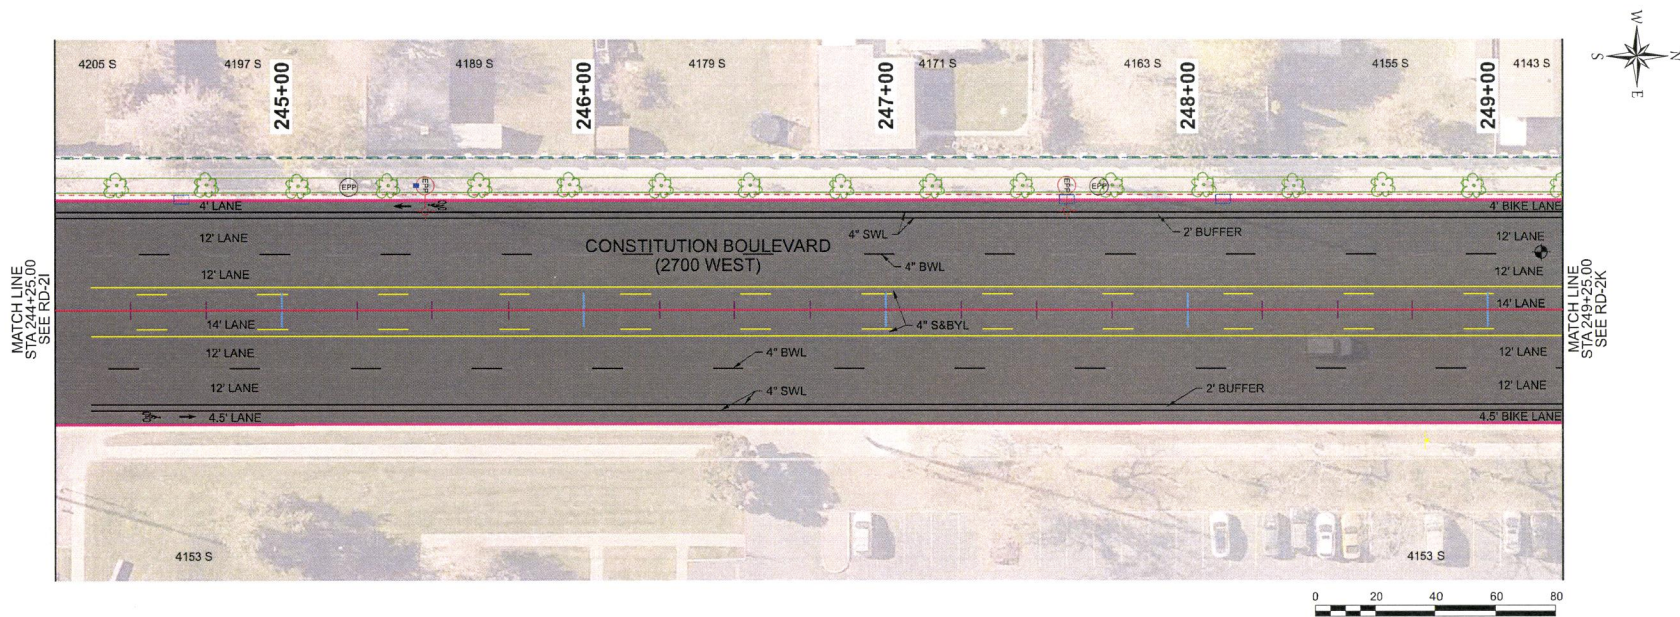 W
S
N
E
4205 S
4197 S
245+00
4189 S
246+00
4179 S
247+00
4171 S
4163 S
248+00
4155 S
249+00
4143 S
EPP
EPP
EPP
EPP
4' LANE
4' BIKE LANE
12' LANE
4" SWL
2' BUFFER
12' LANE
CONSTITUTION BOULEVARD
(2700 WEST)
4" BWL
12' LANE
12' LANE
MATCH LINE
STA 244+25.00
SEE RD-2I
MATCH LINE
STA 249+25.00
SEE RD-2K
14' LANE
14' LANE
4" S&BYL
12' LANE
4" BWL
12' LANE
12' LANE
4" SWL
2' BUFFER
12' LANE
4.5' LANE
4.5' BIKE LANE
4153 S
4153 S
0 20 40 60 80